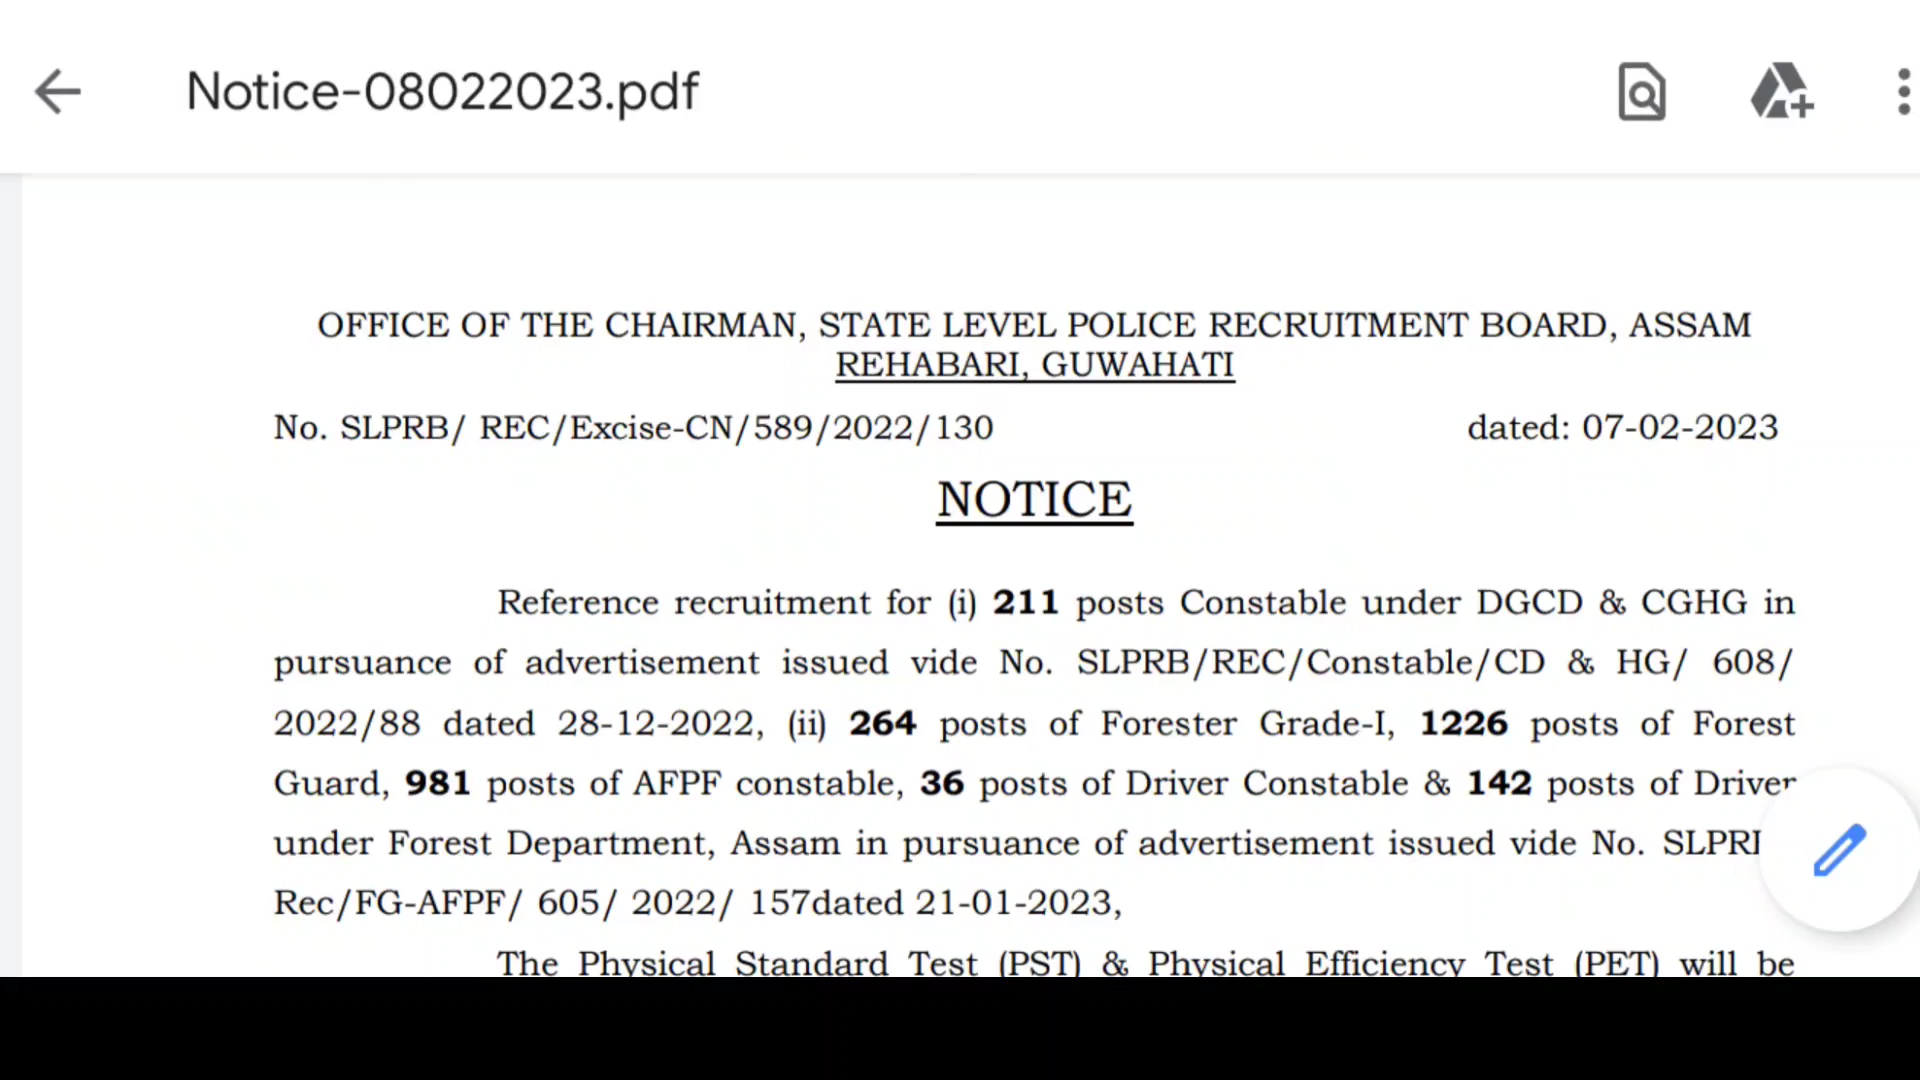 Notice-08022023.pdf
OFFICE OF THE CHAIRMAN, STATE LEVEL POLICE RECRUITMENT BOARD, ASSAM
REHABARI, GUWAHATI
No. SLPRB/ REC/Excise-CN/589/2022/130 dated: 07-02-2023
NOTICE
Reference recruitment for (i) 211 posts Constable under DGCD & CGHG in
pursuance of advertisement issued vide No. SLPRB/REC/Constable/CD & HG/ 608/
2022/88 dated 28-12-2022, (ii) 264 posts of Forester Grade-I, 1226 posts of Forest
Guard, 981 posts of AFPF constable, 36 posts of Driver Constable & 142 posts of Driver
under Forest Department, Assam in pursuance of advertisement issued vide No.
Rec/FG-AFPF/ 605/ 2022/ 157dated 21-01-2023,
The Physical Standard Test (PST) & Physical Efficiency Test (PET) will be